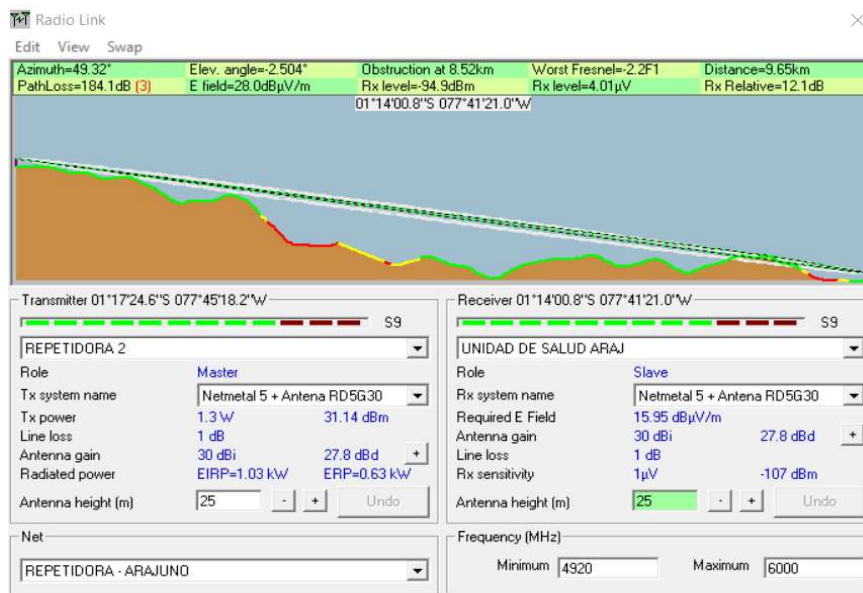 Radio Link
Edit View Swap
Azimuth=49.32° Elev. angle=-2.504° Obstruction at 8.52km Worst Fresnel=-2.2F1 Distance=9.65km
PathLoss=184.1dB (3) E field=28.0dBµV/m Rx level=-94.9dBm Rx level=4.01µV Rx Relative=12.1dB
01°14'00.8"S 077°41'21.0"W
Transmitter 01°17'24.6"S 077°45'18.2"W
S9
REPETIDORA 2
Role Master
Tx system name Netmetal 5 + Antena RD5G30
Tx power 1.3 W 31.14 dBm
Line loss 1 dB
Antenna gain 30 dBi 27.8 dBd +
Radiated power EIRP=1.03 kW ERP=0.63 kW
Antenna height (m) 25 - + Undo
Net
REPETIDORA - ARAJUNO
Receiver 01°14'00.8"S 077°41'21.0"W
S9
UNIDAD DE SALUD ARAJ
Role Slave
Rx system name Netmetal 5 + Antena RD5G30
Required E Field 15.95 dBµV/m
Antenna gain 30 dBi 27.8 dBd +
Line loss 1 dB
Rx sensitivity 1µV -107 dBm
Antenna height (m) 25 - + Undo
Frequency (MHz)
Minimum 4920 Maximum 6000